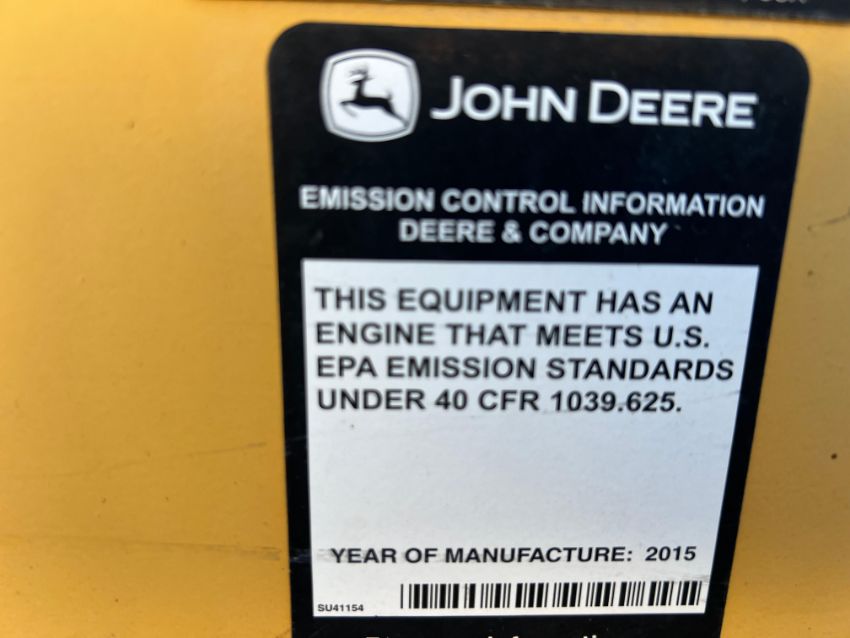 JOHN DEERE
EMISSION CONTROL INFORMATION
DEERE & COMPANY
THIS EQUIPMENT HAS AN
ENGINE THAT MEETS U.S.
EPA EMISSION STANDARDS
UNDER 40 CFR 1039.625.
YEAR OF MANUFACTURE: 2015
SU41154